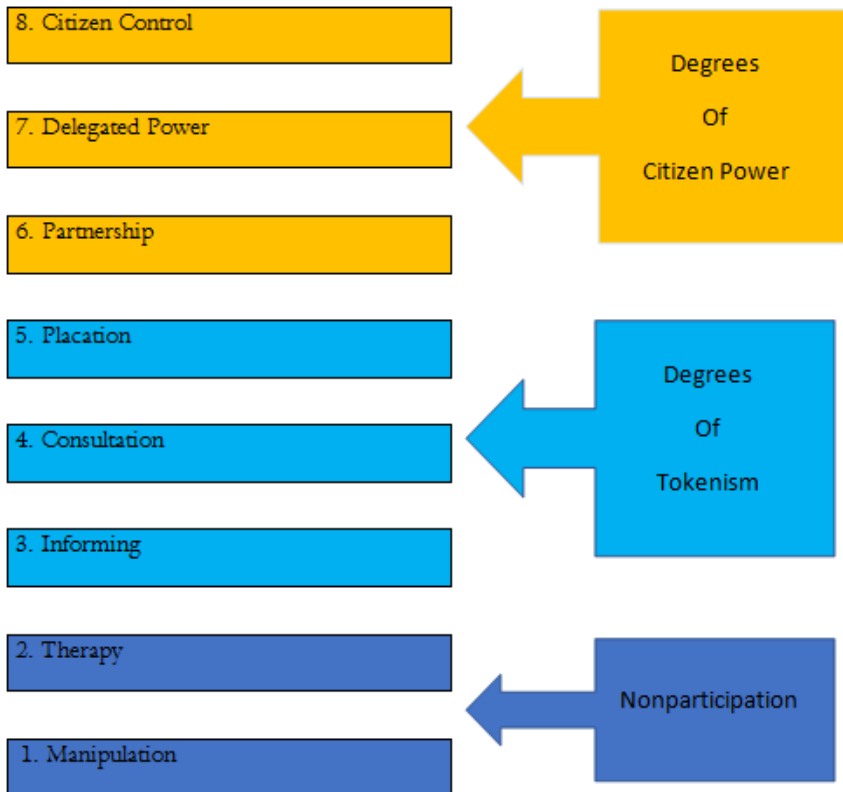 8. Citizen Control
7. Delegated Power
6. Partnership
Degrees
Of
Citizen Power
5. Placation
4. Consultation
3. Informing
Degrees
Of
Tokenism
2. Therapy
1. Manipulation
Nonparticipation